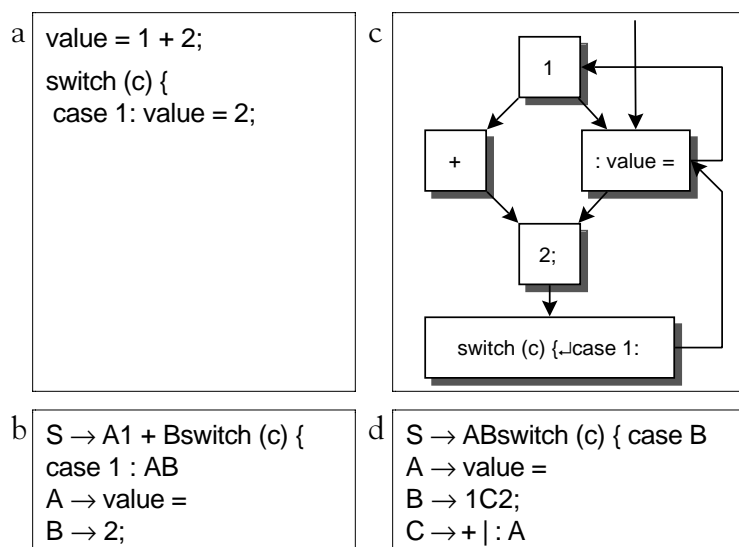 a
value = 1 + 2;
switch (c) {
case 1: value = 2;
c
1
+
: value =
2;
switch (c) {↵case 1:
b
S → A1 + Bswitch (c) {
case 1 : AB
A → value =
B → 2;
d
S → ABswitch (c) { case B
A → value =
B → 1C2;
C → + | : A